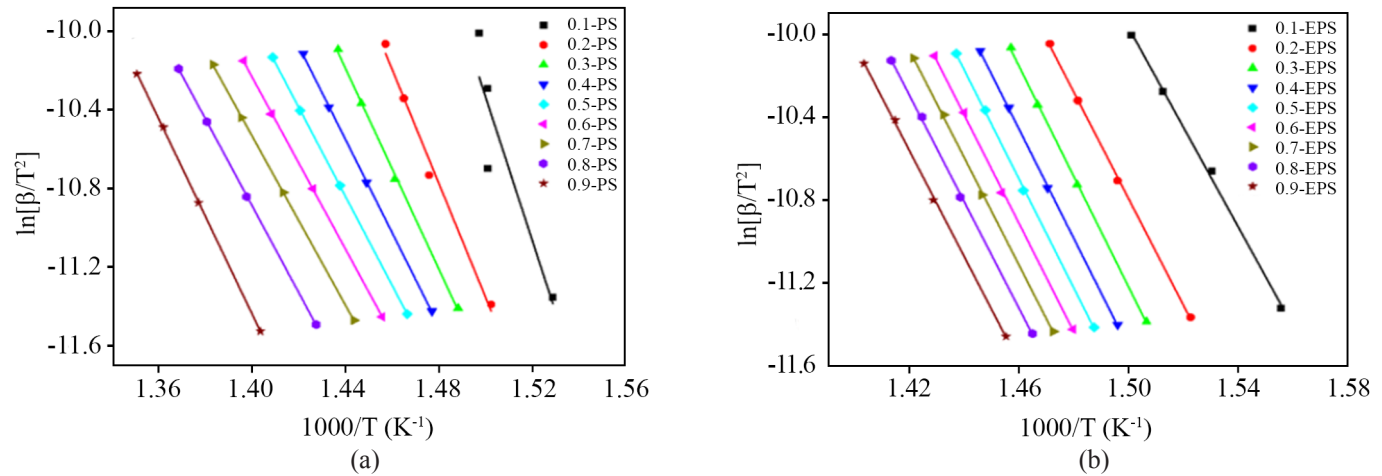 -10.0
-10.4
-10.8
-11.2
-11.6
ln[β/T²]
1.36 1.40 1.44 1.48 1.52 1.56
1000/T (K⁻¹)
(a)
0.1-PS
0.2-PS
0.3-PS
0.4-PS
0.5-PS
0.6-PS
0.7-PS
0.8-PS
0.9-PS
-10.0
-10.4
-10.8
-11.2
-11.6
ln[β/T²]
1.42 1.46 1.50 1.54 1.58
1000/T (K⁻¹)
(b)
0.1-EPS
0.2-EPS
0.3-EPS
0.4-EPS
0.5-EPS
0.6-EPS
0.7-EPS
0.8-EPS
0.9-EPS